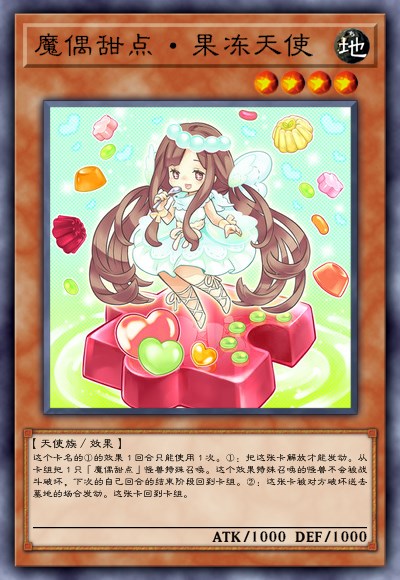 魔偶甜点・果冻天使
地
【天使族／效果】
这个卡名的①的效果1回合只能使用1次。①：把这张卡解放才能发动。从
卡组把1只「魔偶甜点」怪兽特殊召唤。这个效果特殊召唤的怪兽不会被战
斗破坏，下次的自己回合的结束阶段回到卡组。②：这张卡被对方破坏送去
墓地的场合发动。这张卡回到卡组。
ATK/1000 DEF/1000